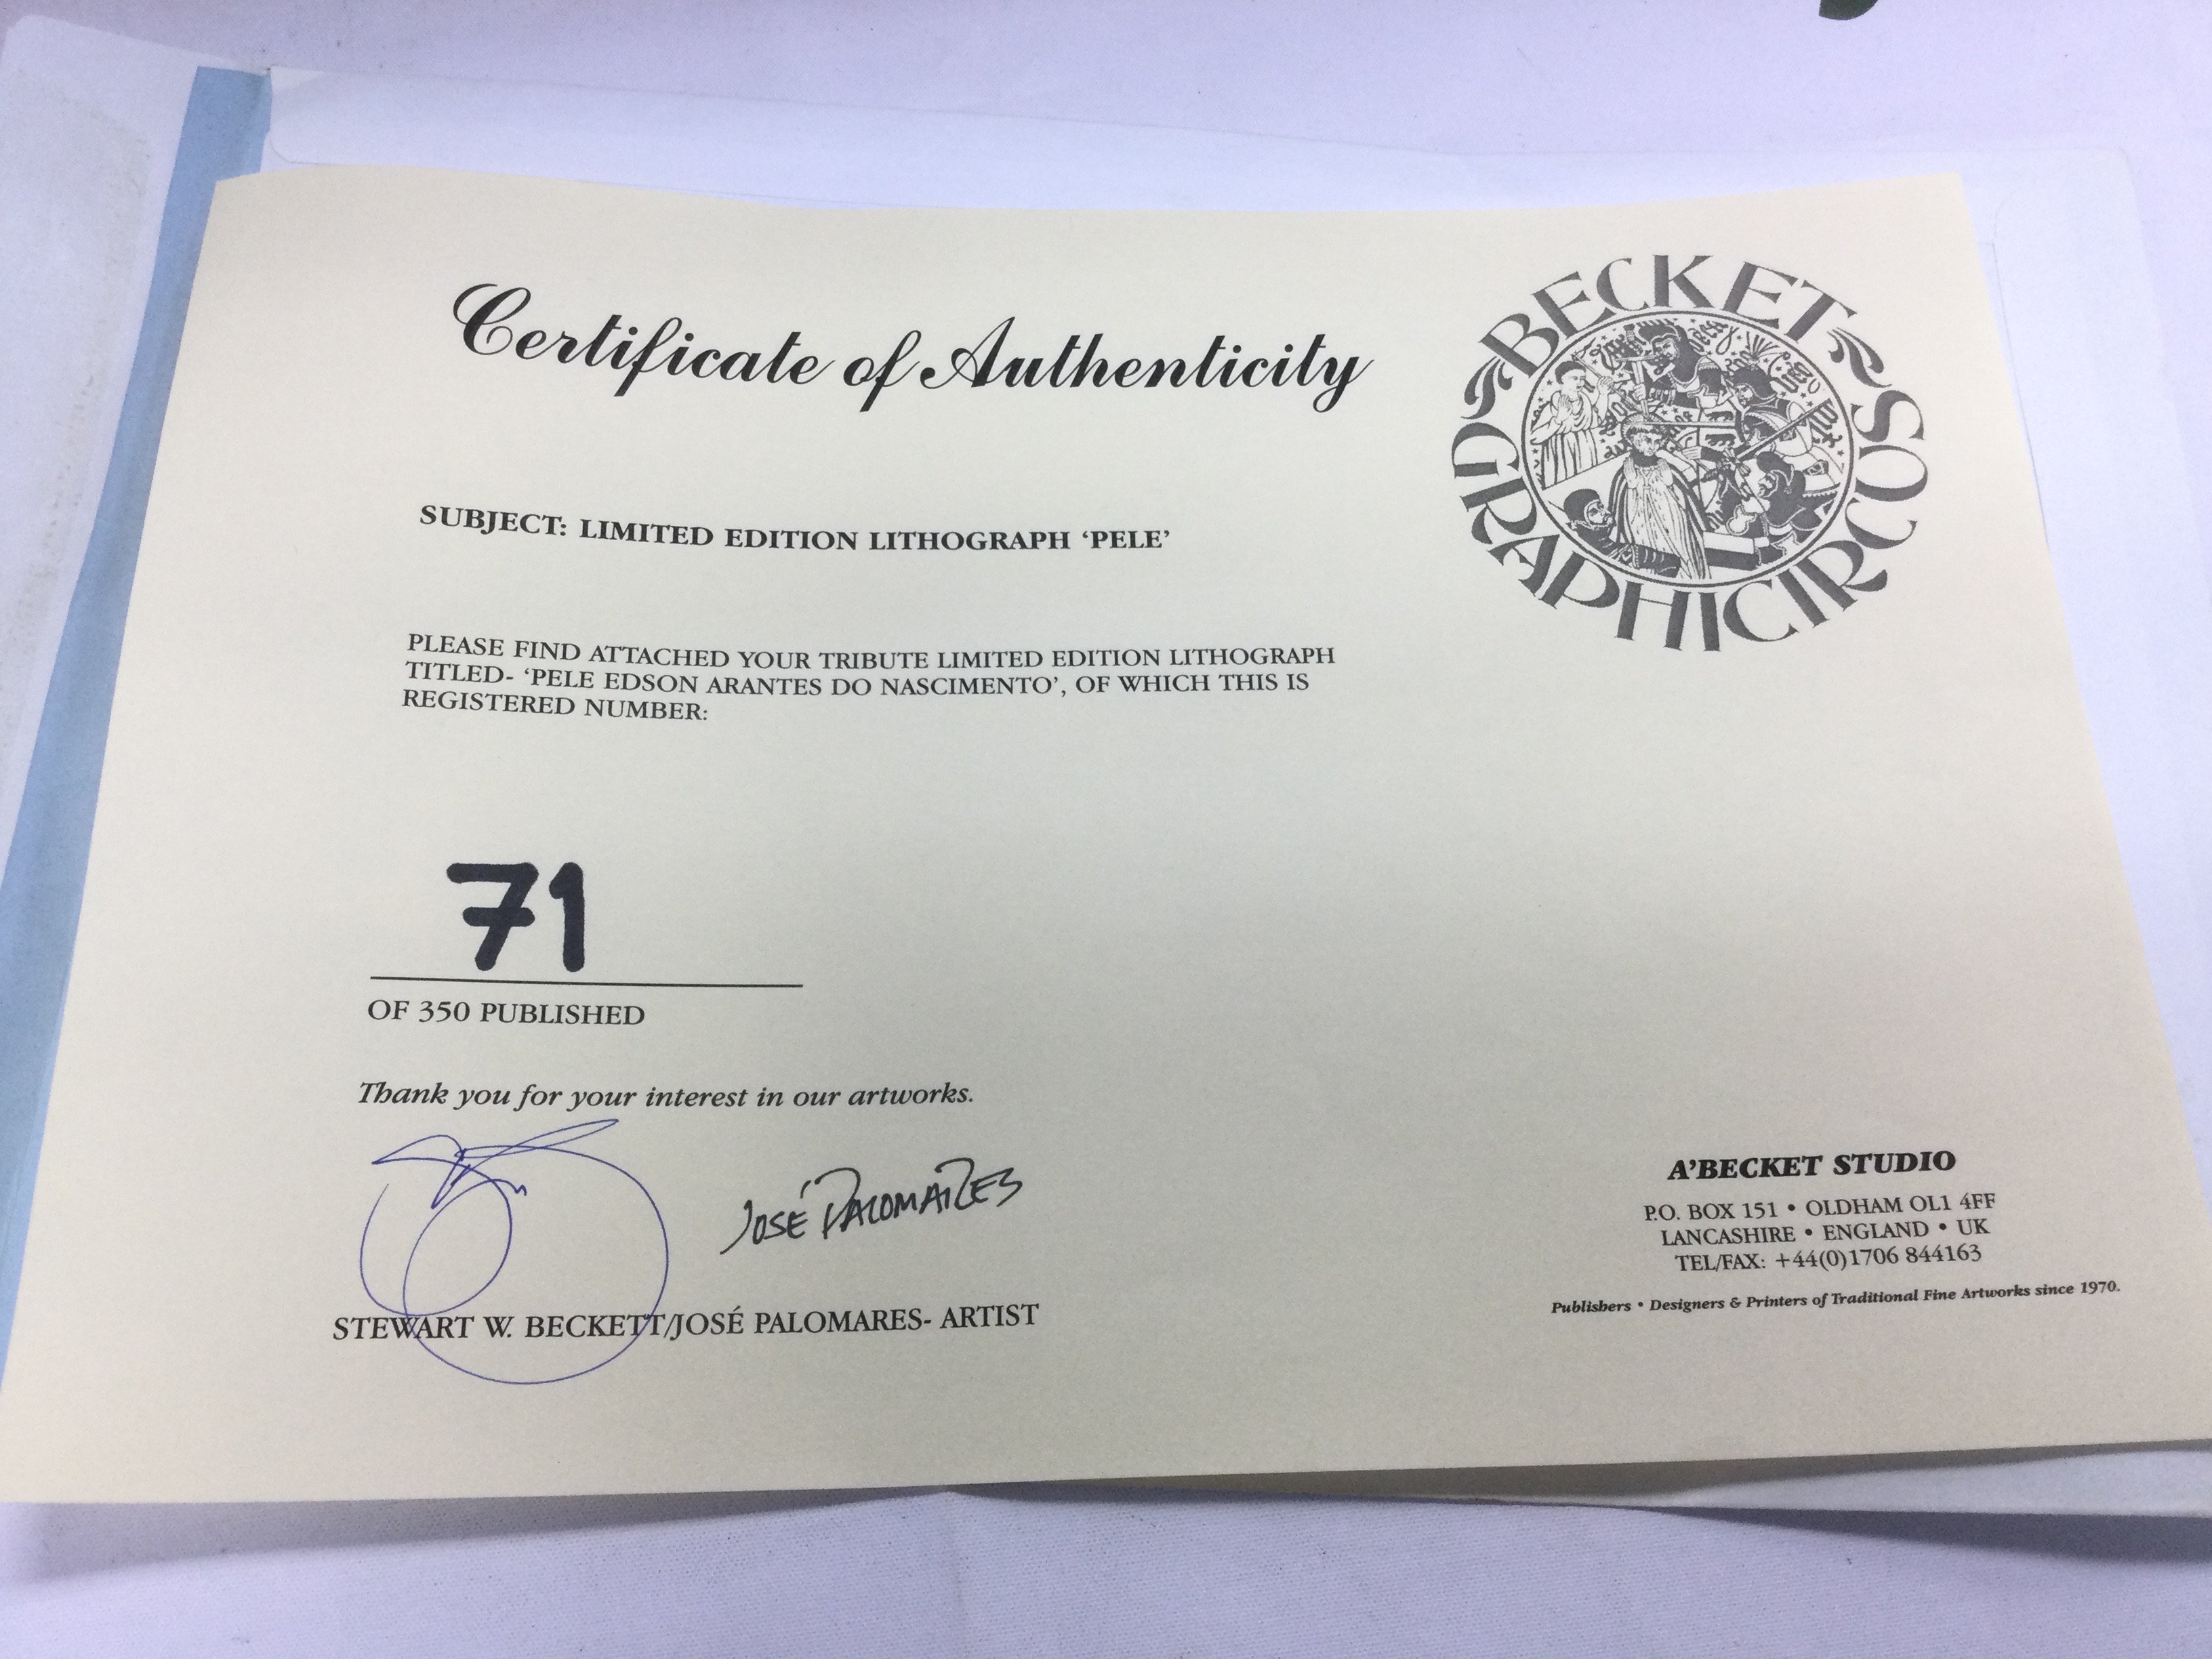 Certificate of Authenticity
BECKET
GRAPHICIRCOS
SUBJECT: LIMITED EDITION LITHOGRAPH ‘PELE’
PLEASE FIND ATTACHED YOUR TRIBUTE LIMITED EDITION LITHOGRAPH
TITLED- ‘PELE EDSON ARANTES DO NASCIMENTO’, OF WHICH THIS IS
REGISTERED NUMBER:
71
OF 350 PUBLISHED
Thank you for your interest in our artworks.
JOSÉ PALOMARES
STEWART W. BECKETT/JOSÉ PALOMARES- ARTIST
A'BECKET STUDIO
P.O. BOX 151 • OLDHAM OL1 4FF
LANCASHIRE • ENGLAND • UK
TEL/FAX: +44(0)1706 844163
Publishers • Designers & Printers of Traditional Fine Artworks since 1970.